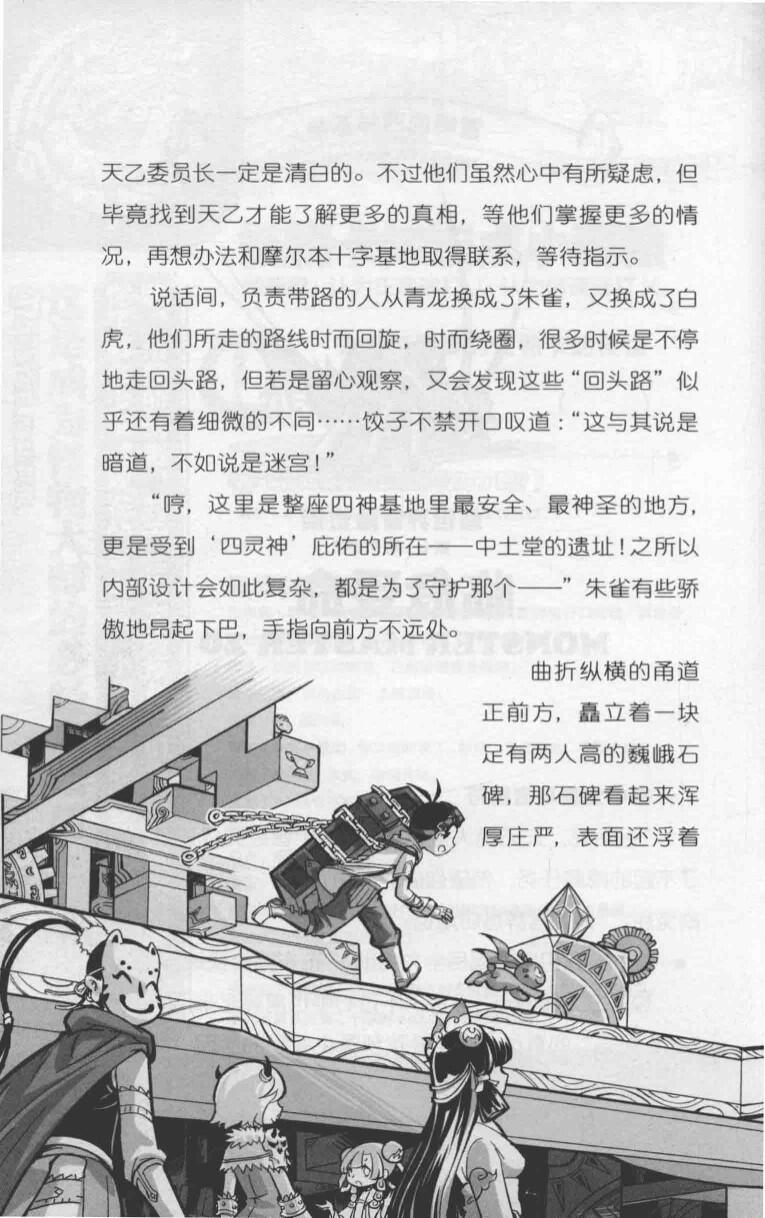 天乙委员长一定是清白的。不过他们虽然心中有所疑虑，但
毕竟找到天乙才能了解更多的真相，等他们掌握更多的情
况，再想办法和摩尔本十字基地取得联系，等待指示。
说话间，负责带路的人从青龙换成了朱雀，又换成了白
虎，他们所走的路线时而回旋，时而绕圈，很多时候是不停
地走回头路，但若是留心观察，又会发现这些“回头路”似
乎还有着细微的不同……饺子不禁开口叹道：“这与其说是
暗道，不如说是迷宫！”
“哼，这里是整座四神基地里最安全、最神圣的地方，
更是受到‘四灵神’庇佑的所在——中土堂的遗址！之所以
内部设计会如此复杂，都是为了守护那个——”朱雀有些骄
傲地昂起下巴，手指向前方不远处。
曲折纵横的甬道
正前方，矗立着一块
足有两人高的巍峨石
碑，那石碑看起来浑
厚庄严，表面还浮着